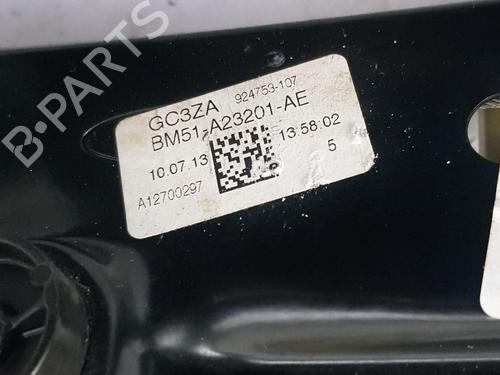 GC3ZA 924753-107
BM51-A23201-AE
10.07.13 13:58:02
A12700297 5
B-PARTS